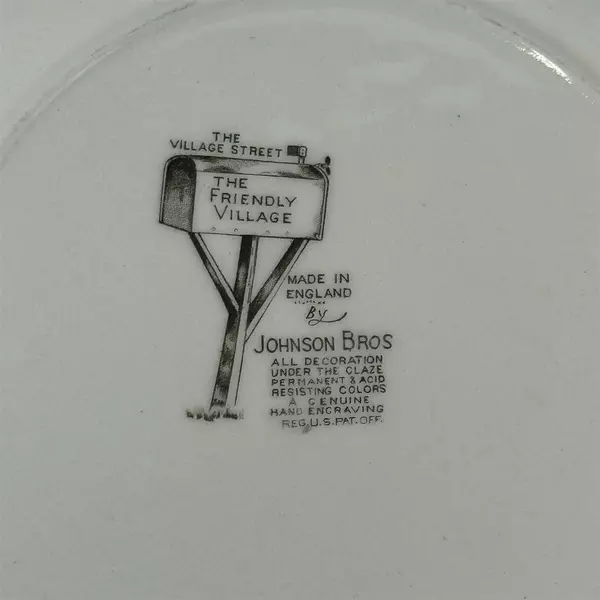 THE
VILLAGE STREET
THE
FRIENDLY
VILLAGE
MADE IN
ENGLAND
By
JOHNSON BROS
ALL DECORATION
UNDER THE GLAZE
PERMANENT & ACID
RESISTING COLORS
A GENUINE
HAND ENGRAVING
REG. U.S. PAT. OFF.